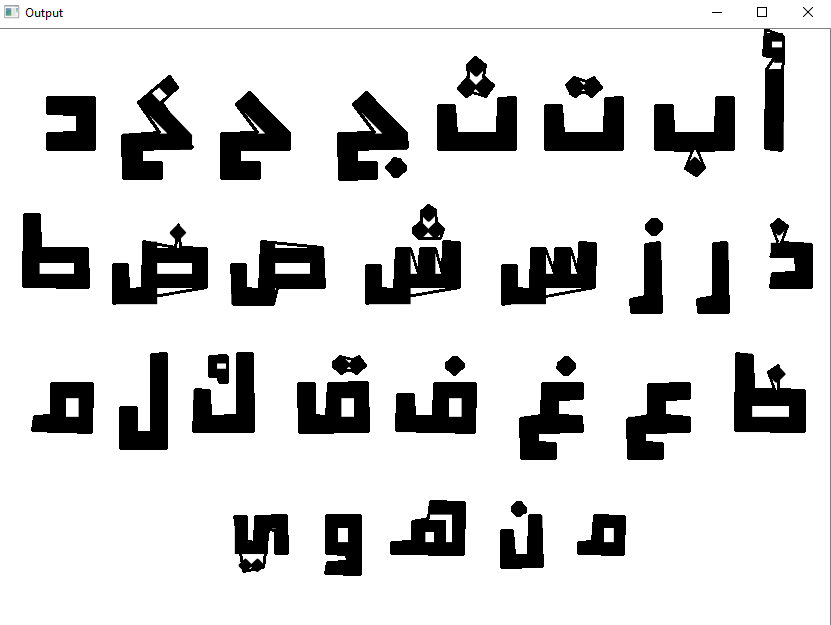 Output
أ ب ت ث ج ح خ د
ذ ر ز س ش ص ض ط
ظ ع غ ف ق ك ل م
م ن ه و ي